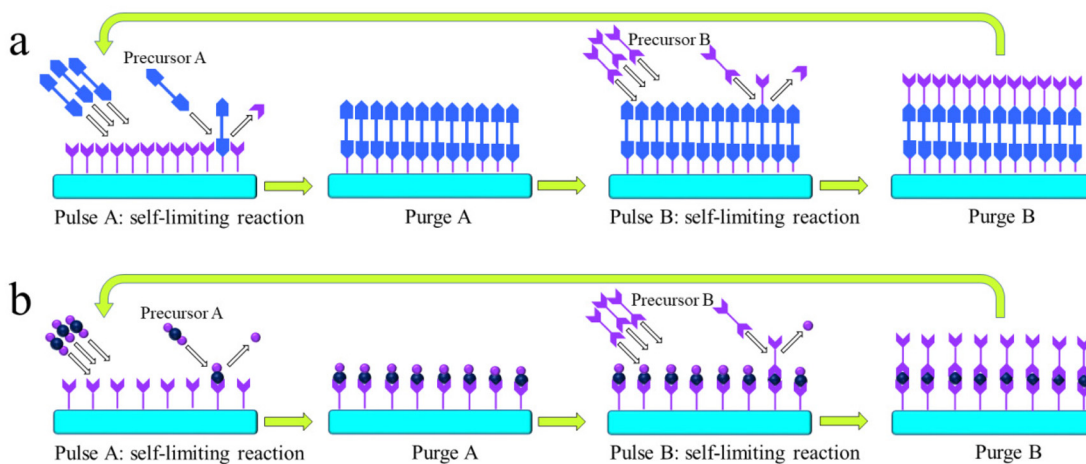 a
Precursor A
Precursor B
Pulse A: self-limiting reaction
Purge A
Pulse B: self-limiting reaction
Purge B
b
Precursor A
Precursor B
Pulse A: self-limiting reaction
Purge A
Pulse B: self-limiting reaction
Purge B